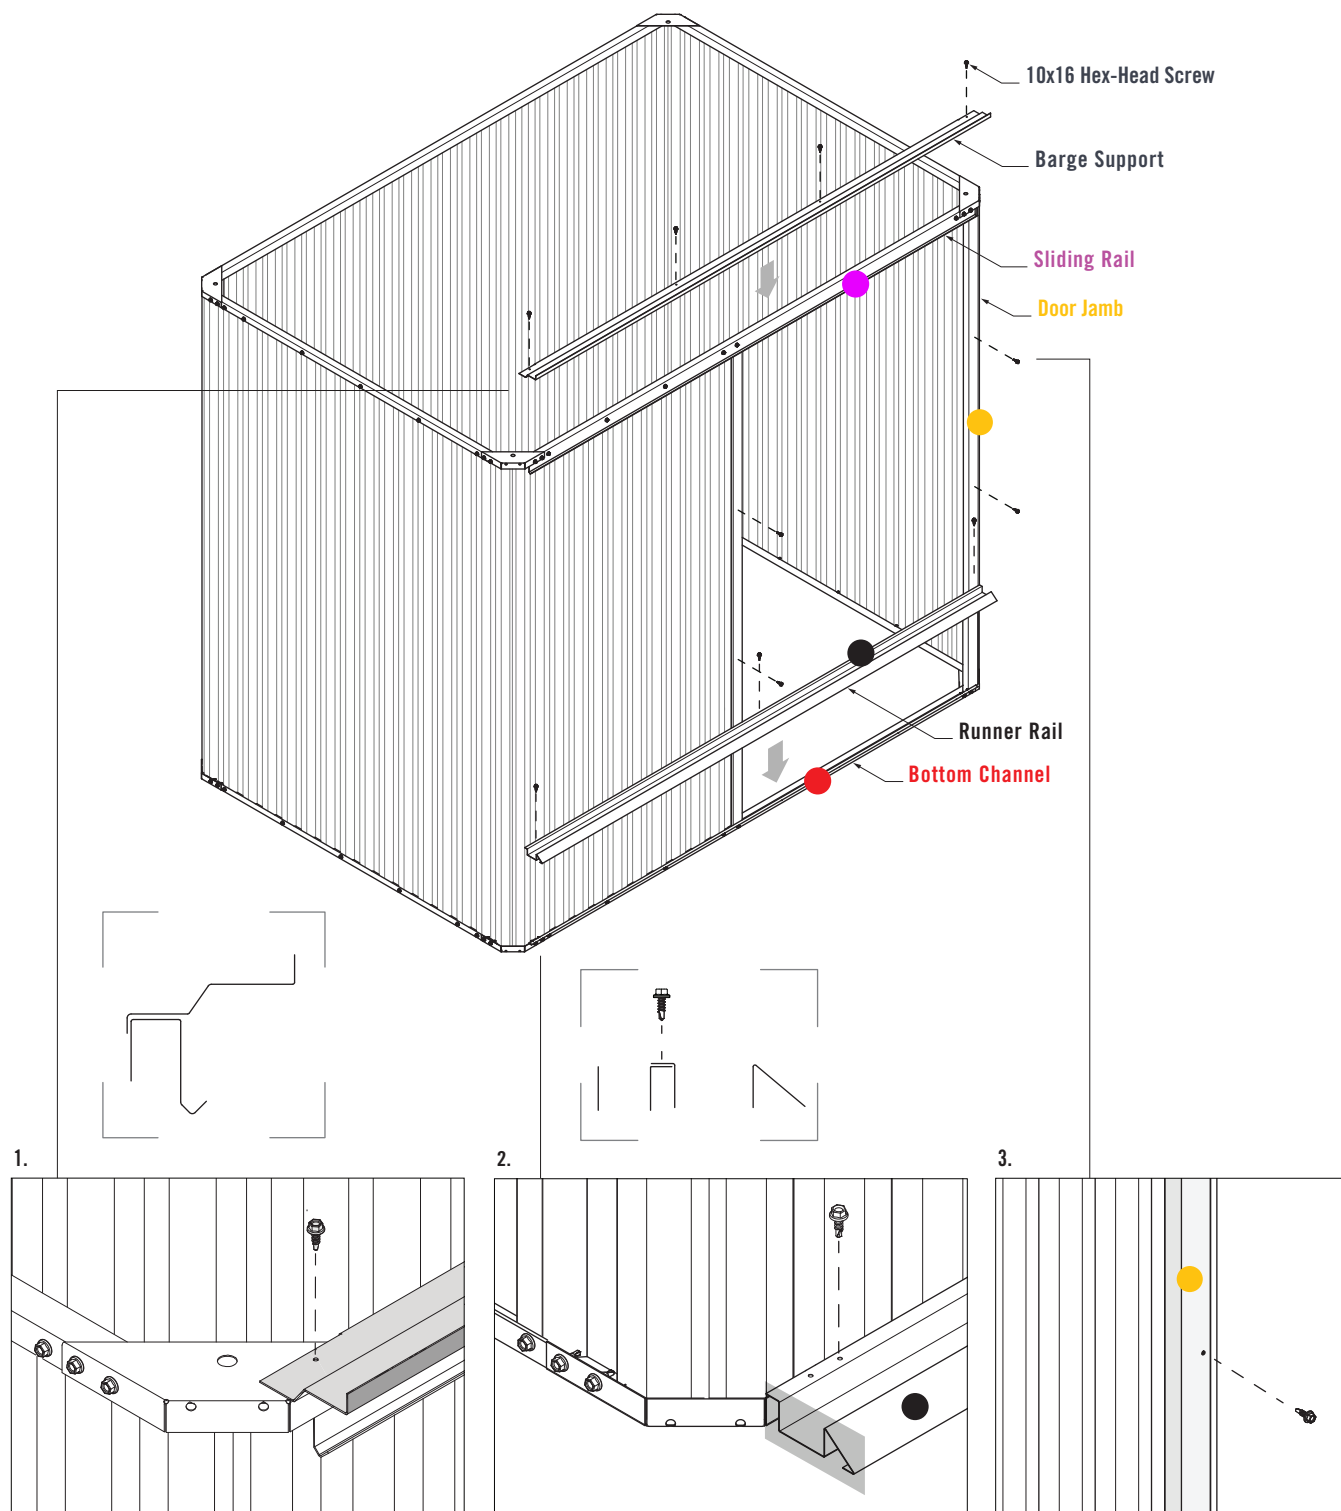 10x16 Hex-Head Screw
Barge Support
Sliding Rail
Door Jamb
Runner Rail
Bottom Channel
1.
2.
3.